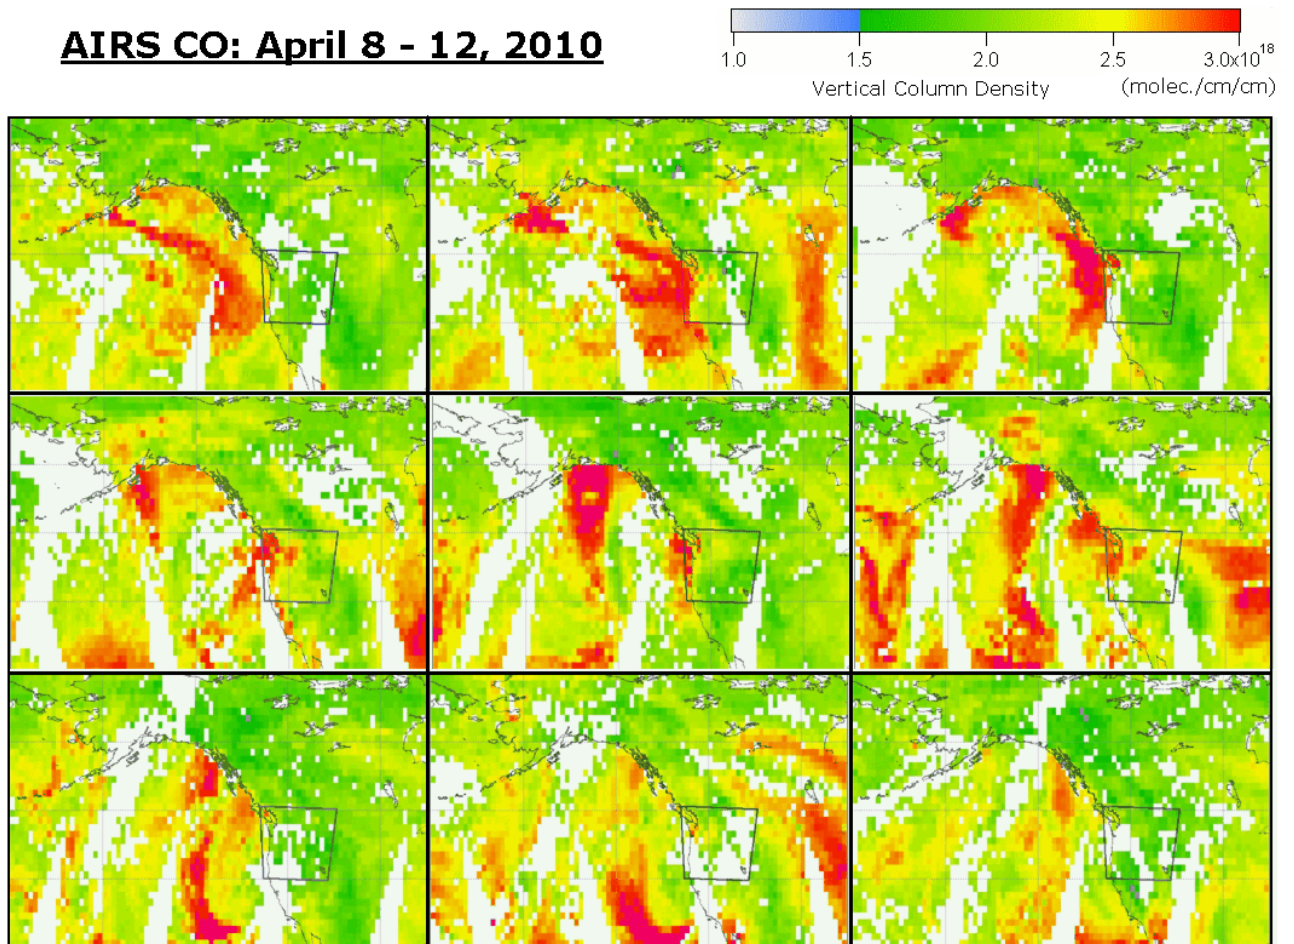 AIRS CO: April 8 - 12, 2010
1.0 1.5 2.0 2.5 3.0x10^18
Vertical Column Density (molec./cm/cm)